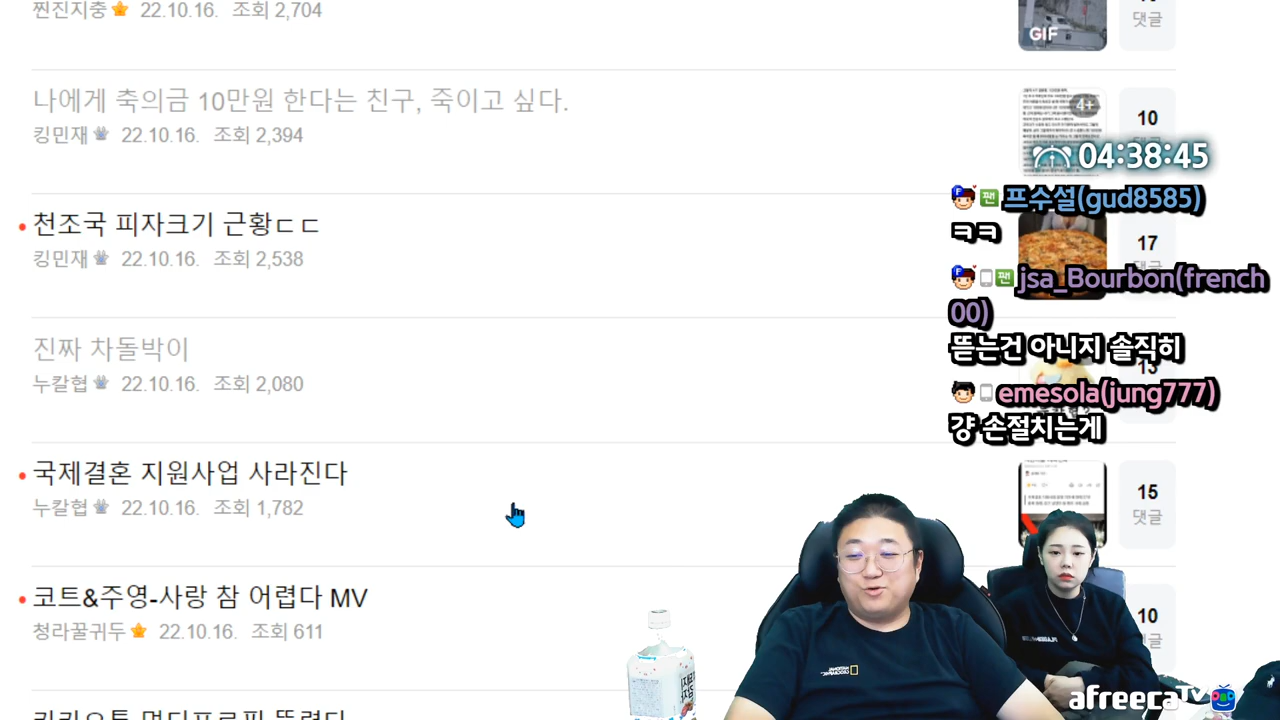 찐진지충 22.10.16. 조회 2,704
GIF
댓글
나에게 축의금 10만원 한다는 친구, 죽이고 싶다.
킹민재 22.10.16. 조회 2,394
4+
10
04:38:45
천조국 피자크기 근황ㄷㄷ
킹민재 22.10.16. 조회 2,538
17
프수설(gud8585)
ㅋㅋ
jsa_Bourbon(french
00)
뜯는건 아니지 솔직히
emesola(jung777)
걍 손절치는게
진짜 차돌박이
누칼협 22.10.16. 조회 2,080
13
국제결혼 지원사업 사라진다
누칼협 22.10.16. 조회 1,782
15
댓글
코트&주영-사랑 참 어렵다 MV
청라꿀귀두 22.10.16. 조회 611
10
NATIONAL
GEOGRAPHIC
afreecaTV